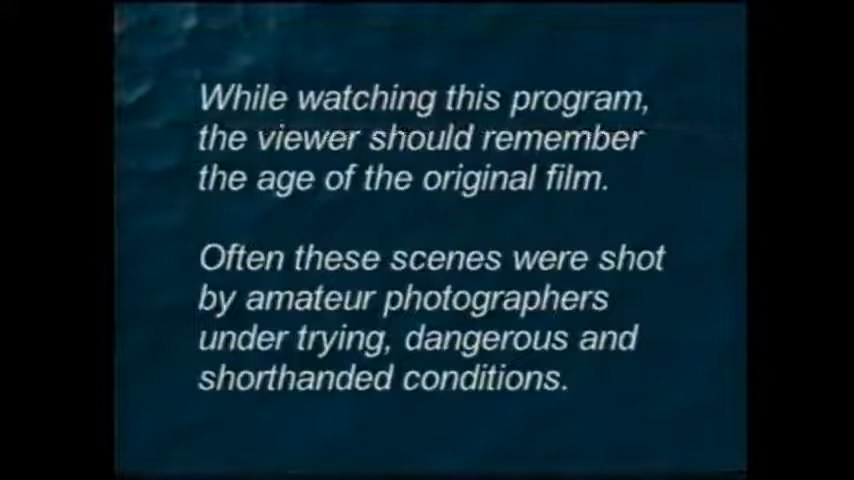 While watching this program,
the viewer should remember
the age of the original film.
Often these scenes were shot
by amateur photographers
under trying, dangerous and
shorthanded conditions.